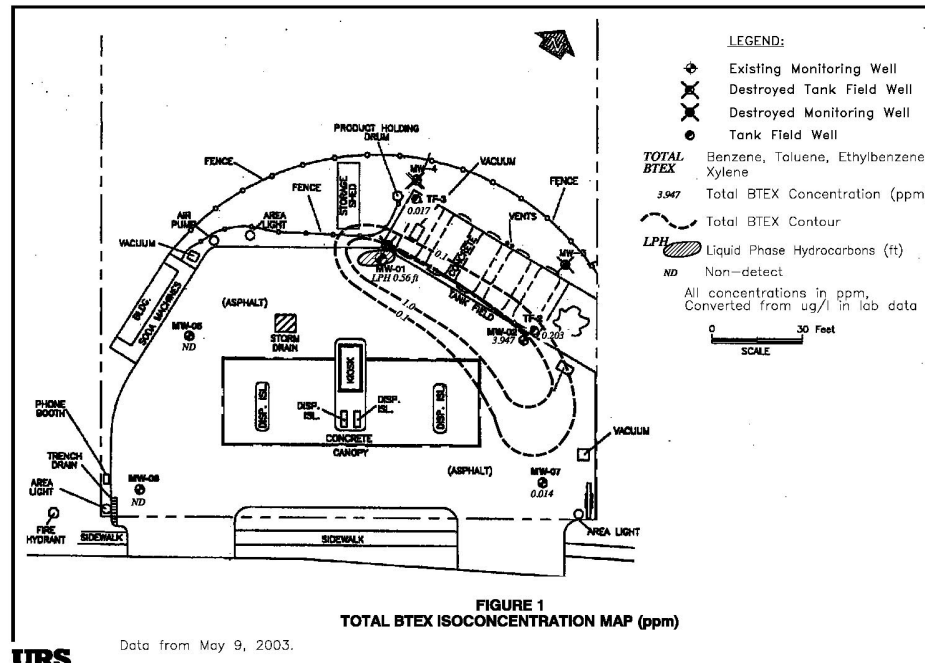 LEGEND:
Existing Monitoring Well
Destroyed Tank Field Well
Destroyed Monitoring Well
Tank Field Well
TOTAL BTEX
Benzene, Taluene, Ethylbenzene
Xylene
3.947
Total BTEX Concentration (ppm
Total BTEX Contour
LPH
Liquid Phase Hydrocarbons (ft)
ND
Non-detect
All concentrations in ppm,
Converted from ug/l in lab data
0
30 Feet
SCALE
N
PRODUCT HOLDING
DRUM
MW-4
VACUUM
FENCE
FENCE
FENCE
STORAGE
SHED
TF-3
0.017
VENTS
AIR
PUMP
AREA
LIGHT
VACUUM
0.1
CONCRETE
MW-01
LPH 0.56 ft
TANK FIELD
BLDG.
SODA MACHINES
(ASPHALT)
1.0
0.1
MW-05
ND
STORM
DRAIN
TF-2
0.203
MW-02
3.947
KIOSK
DISP. ISL.
DISP.
ISL.
DISP.
ISL.
DISP. ISL.
CONCRETE
CANOPY
PHONE
BOOTH
TRENCH
DRAIN
AREA
LIGHT
ND
VACUUM
(ASPHALT)
MW-07
0.014
FIRE
HYDRANT
SIDEWALK
SIDEWALK
AREA LIGHT
FIGURE 1
TOTAL BTEX ISOCONCENTRATION MAP (ppm)
Data from May 9, 2003.
URS